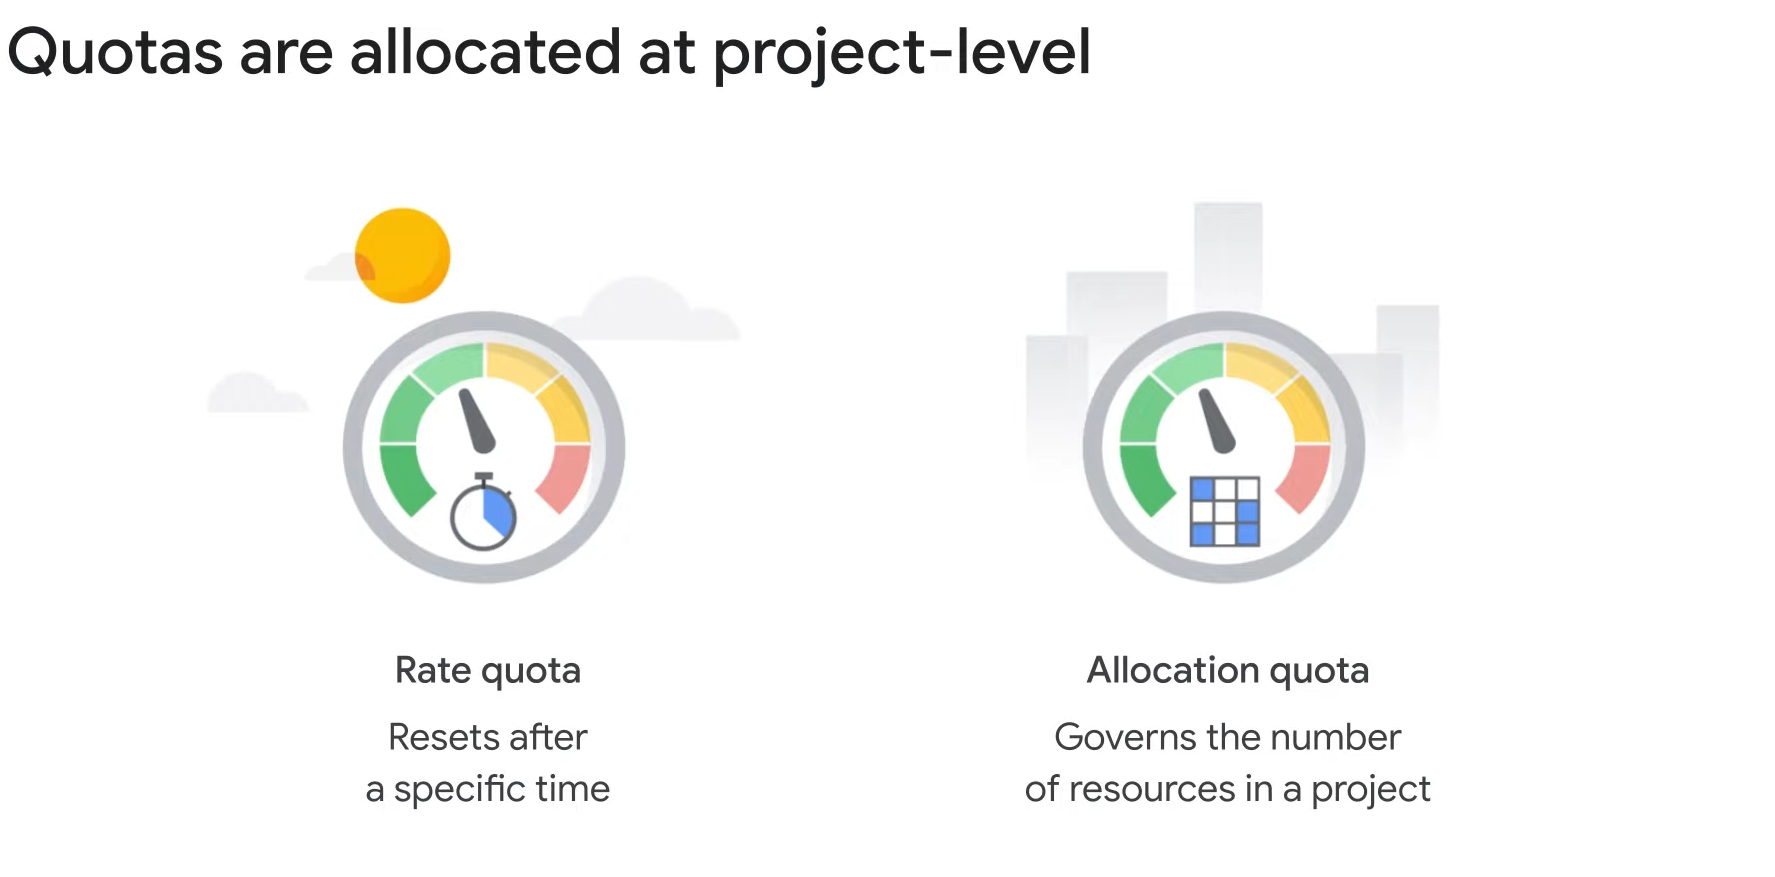 Quotas are allocated at project-level
Rate quota
Resets after
a specific time
Allocation quota
Governs the number
of resources in a project